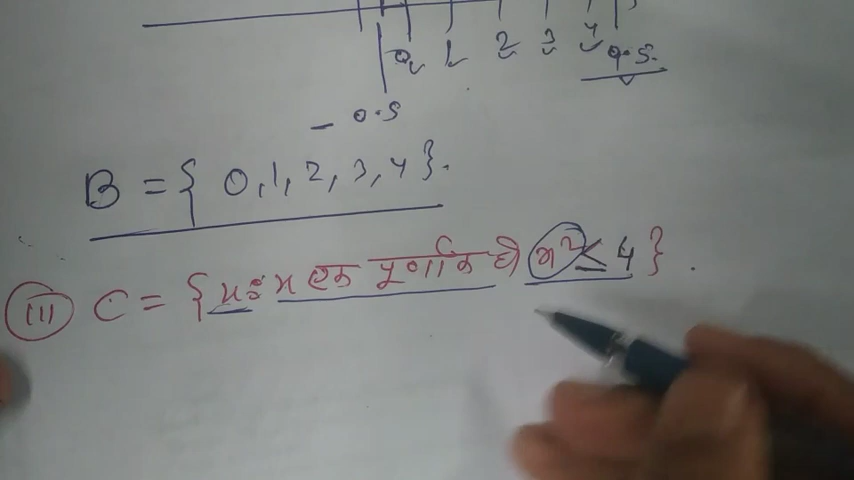 0 1 2 3 4 4.5
- 0.5
B = { 0, 1, 2, 3, 4 }.
(III) C = { x : x एक पूर्णांक है x² ≤ 4 } .